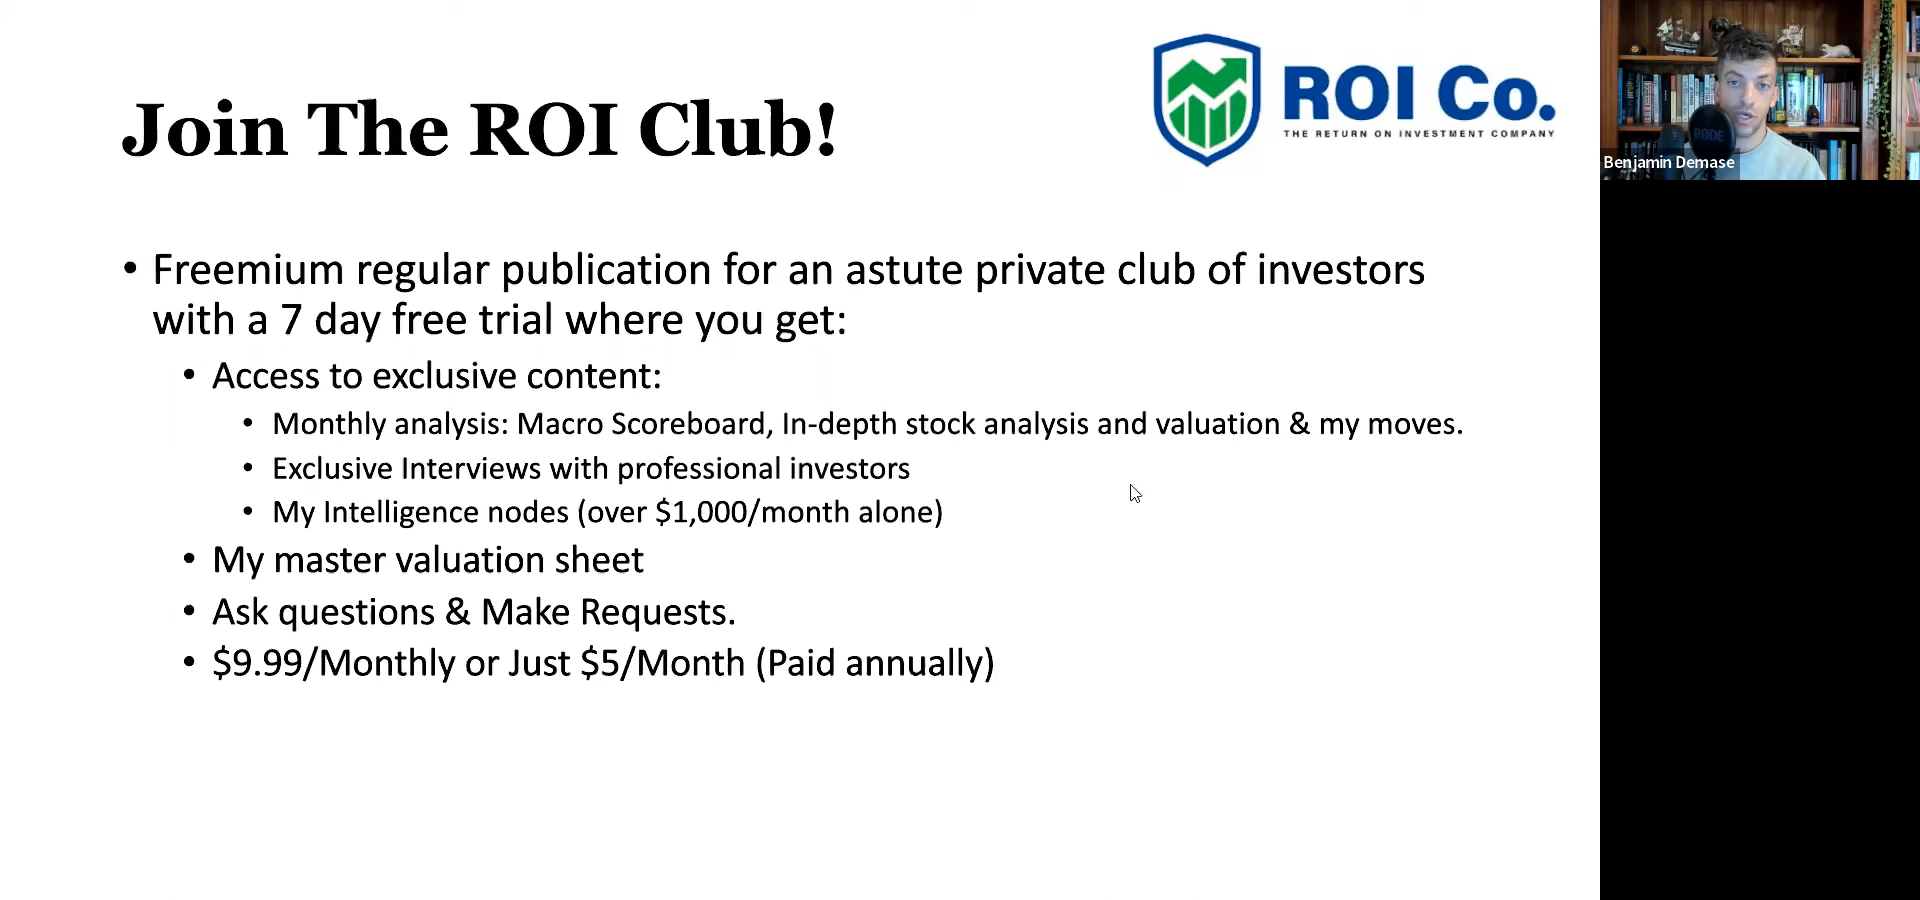 Join The ROI Club!
ROI Co.
THE RETURN ON INVESTMENT COMPANY
• Freemium regular publication for an astute private club of investors
with a 7 day free trial where you get:
• Access to exclusive content:
• Monthly analysis: Macro Scoreboard, In-depth stock analysis and valuation & my moves.
• Exclusive Interviews with professional investors
• My Intelligence nodes (over $1,000/month alone)
• My master valuation sheet
• Ask questions & Make Requests.
• $9.99/Monthly or Just $5/Month (Paid annually)
RØDE
Benjamin Demase